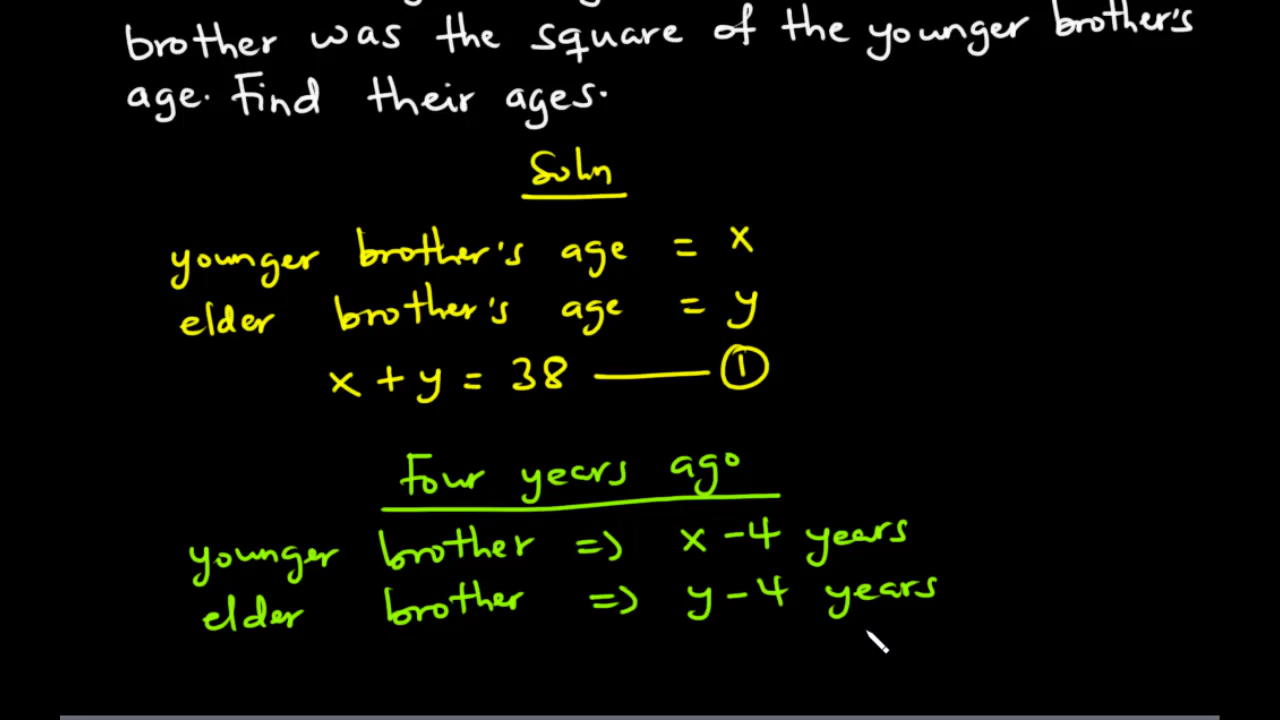 brother was the square of the younger brother's
age. Find their ages.
Soln
younger brother's age = x
elder brother's age = y
x + y = 38 —— ①
Four years ago
younger brother => x - 4 years
elder brother => y - 4 years